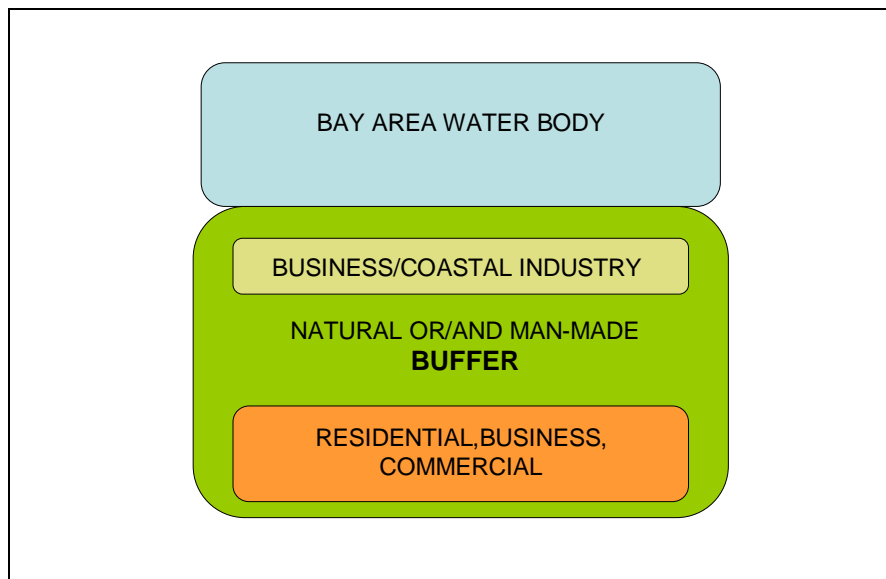 BAY AREA WATER BODY
BUSINESS/COASTAL INDUSTRY
NATURAL OR/AND MAN-MADE
BUFFER
RESIDENTIAL,BUSINESS,
COMMERCIAL